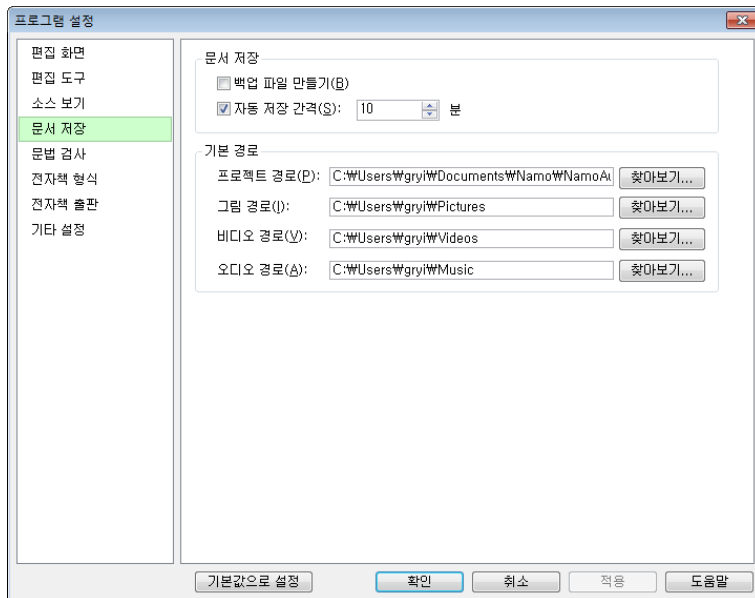 프로그램 설정
편집 화면
편집 도구
소스 보기
문서 저장
문법 검사
전자책 형식
전자책 출판
기타 설정
문서 저장
백업 파일 만들기(B)
자동 저장 간격(S): 10 분
기본 경로
프로젝트 경로(P): C:₩Users₩gryi₩Documents₩Namo₩NamoAu 찾아보기...
그림 경로(I): C:₩Users₩gryi₩Pictures 찾아보기...
비디오 경로(V): C:₩Users₩gryi₩Videos 찾아보기...
오디오 경로(A): C:₩Users₩gryi₩Music 찾아보기...
기본값으로 설정 확인 취소 적용 도움말